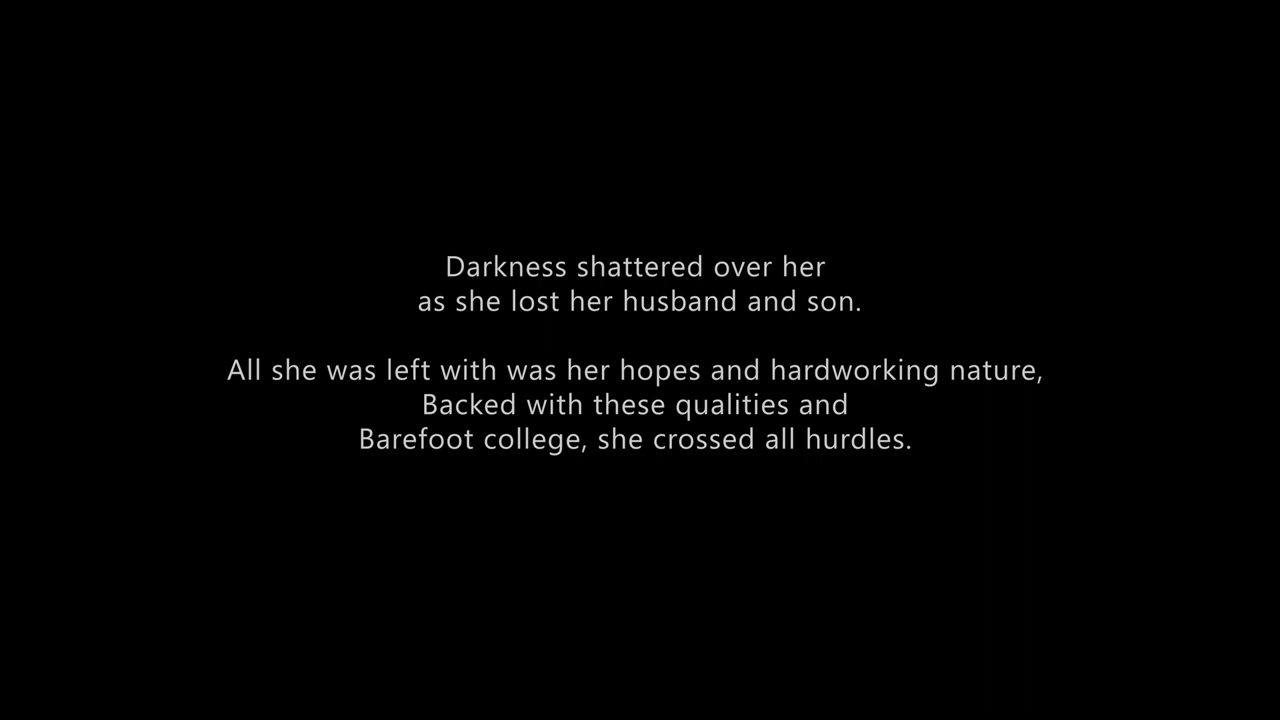 Darkness shattered over her
as she lost her husband and son.
All she was left with was her hopes and hardworking nature,
Backed with these qualities and
Barefoot college, she crossed all hurdles.